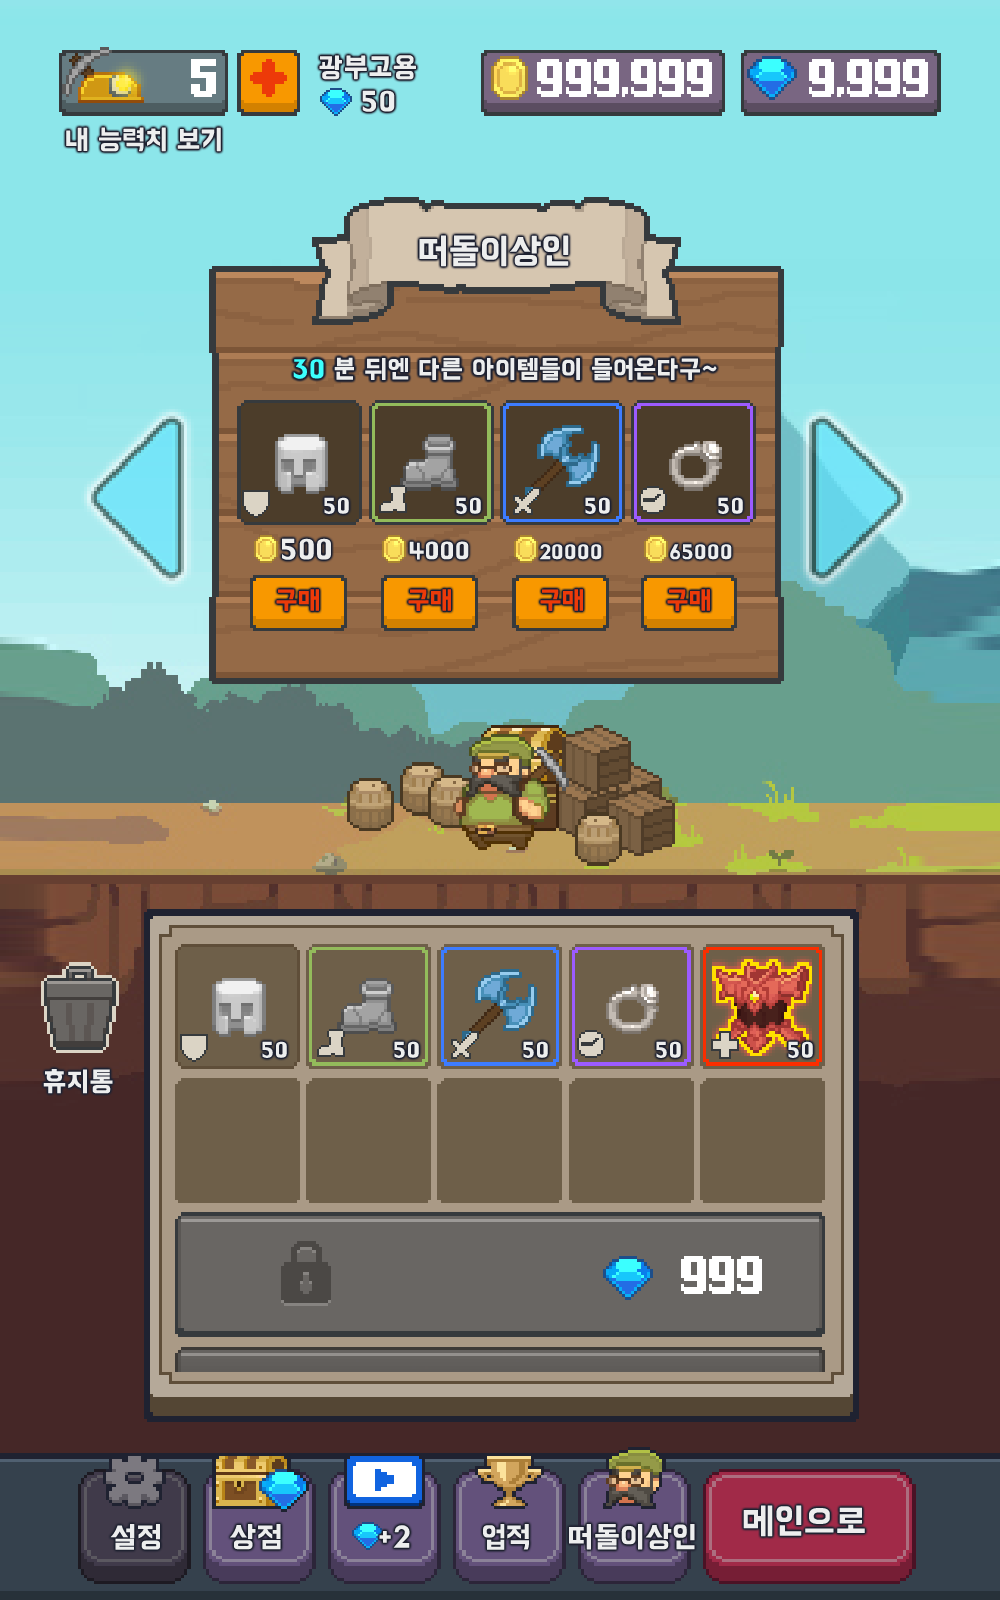 5
광부고용
50
999.999
9.999
내 능력치 보기
떠돌이상인
30 분 뒤엔 다른 아이템들이 들어온다구~
50 50 50 50
500 4000 20000 65000
구매 구매 구매 구매
50 50 50 50 50
휴지통
999
설정 상점 +2 업적 떠돌이상인 메인으로